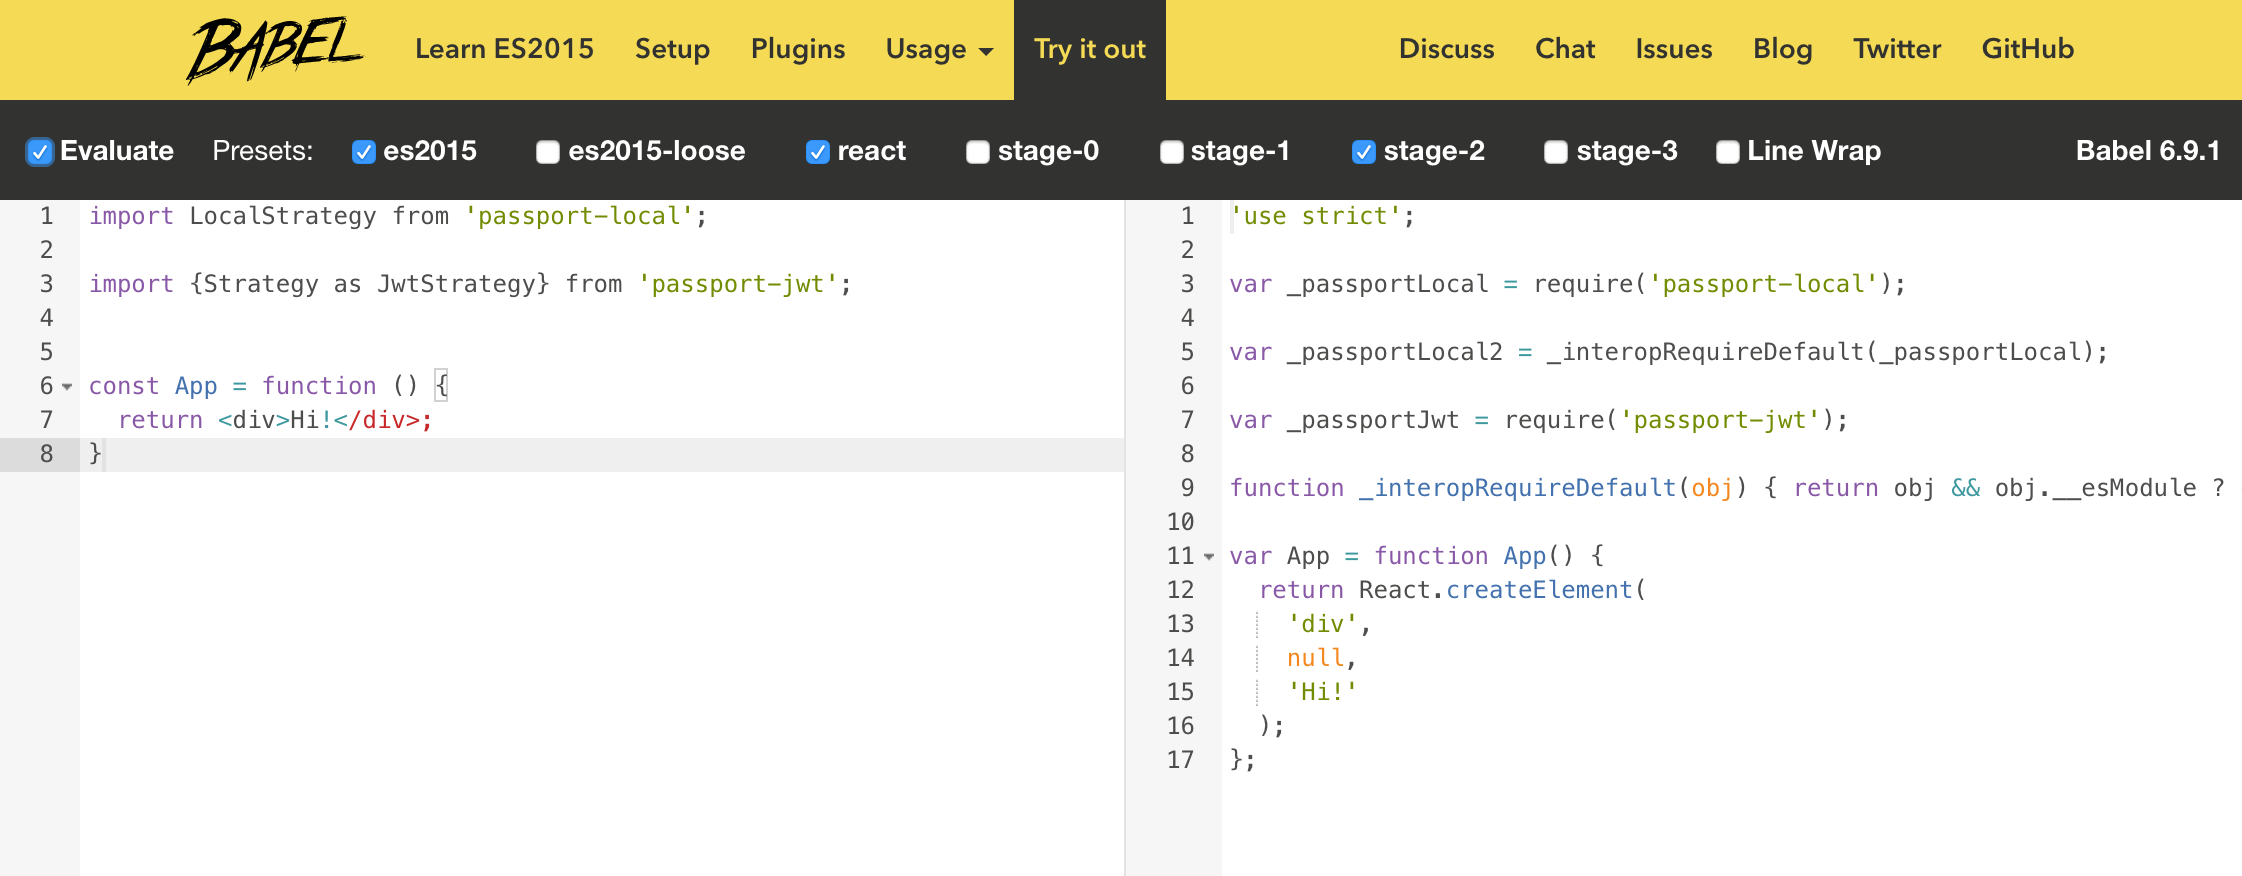 BABEL Learn ES2015 Setup Plugins Usage Try it out Discuss Chat Issues Blog Twitter GitHub
Evaluate Presets: es2015 es2015-loose react stage-0 stage-1 stage-2 stage-3 Line Wrap Babel 6.9.1
1 import LocalStrategy from 'passport-local';
2
3 import {Strategy as JwtStrategy} from 'passport-jwt';
4
5
6 const App = function () {
7   return <div>Hi!</div>;
8 }
1 'use strict';
2
3 var _passportLocal = require('passport-local');
4
5 var _passportLocal2 = _interopRequireDefault(_passportLocal);
6
7 var _passportJwt = require('passport-jwt');
8
9 function _interopRequireDefault(obj) { return obj && obj.__esModule ?
10
11 var App = function App() {
12   return React.createElement(
13     'div',
14     null,
15     'Hi!'
16   );
17 };